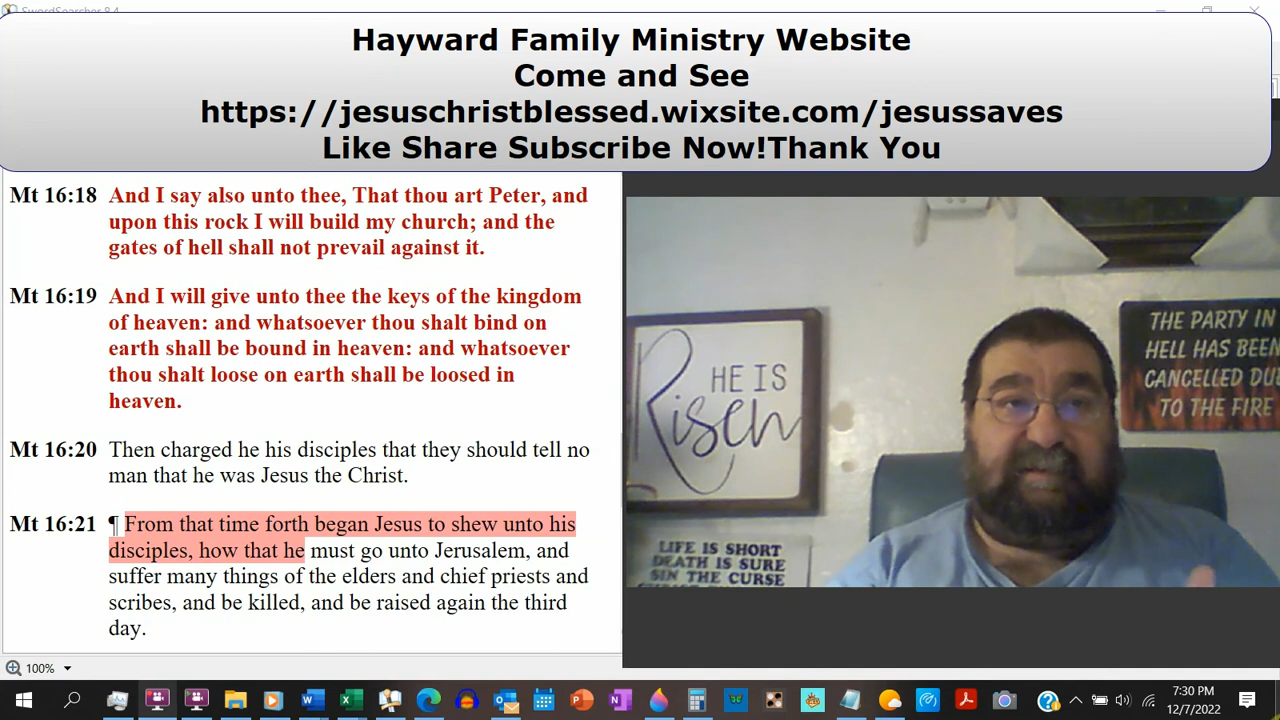 SwordSearcher 8.4
Hayward Family Ministry Website
Come and See
https://jesuschristblessed.wixsite.com/jesussaves
Like Share Subscribe Now!Thank You
Mt 16:18 And I say also unto thee, That thou art Peter, and
upon this rock I will build my church; and the
gates of hell shall not prevail against it.
Mt 16:19 And I will give unto thee the keys of the kingdom
of heaven: and whatsoever thou shalt bind on
earth shall be bound in heaven: and whatsoever
thou shalt loose on earth shall be loosed in
heaven.
Mt 16:20 Then charged he his disciples that they should tell no
man that he was Jesus the Christ.
Mt 16:21 ¶ From that time forth began Jesus to shew unto his
disciples, how that he must go unto Jerusalem, and
suffer many things of the elders and chief priests and
scribes, and be killed, and be raised again the third
day.
HE IS
Risen
THE PARTY IN
HELL HAS BEEN
CANCELLED DUE
TO THE FIRE
LIFE IS SHORT
DEATH IS SURE
SIN THE CURSE
100%
7:30 PM
12/7/2022